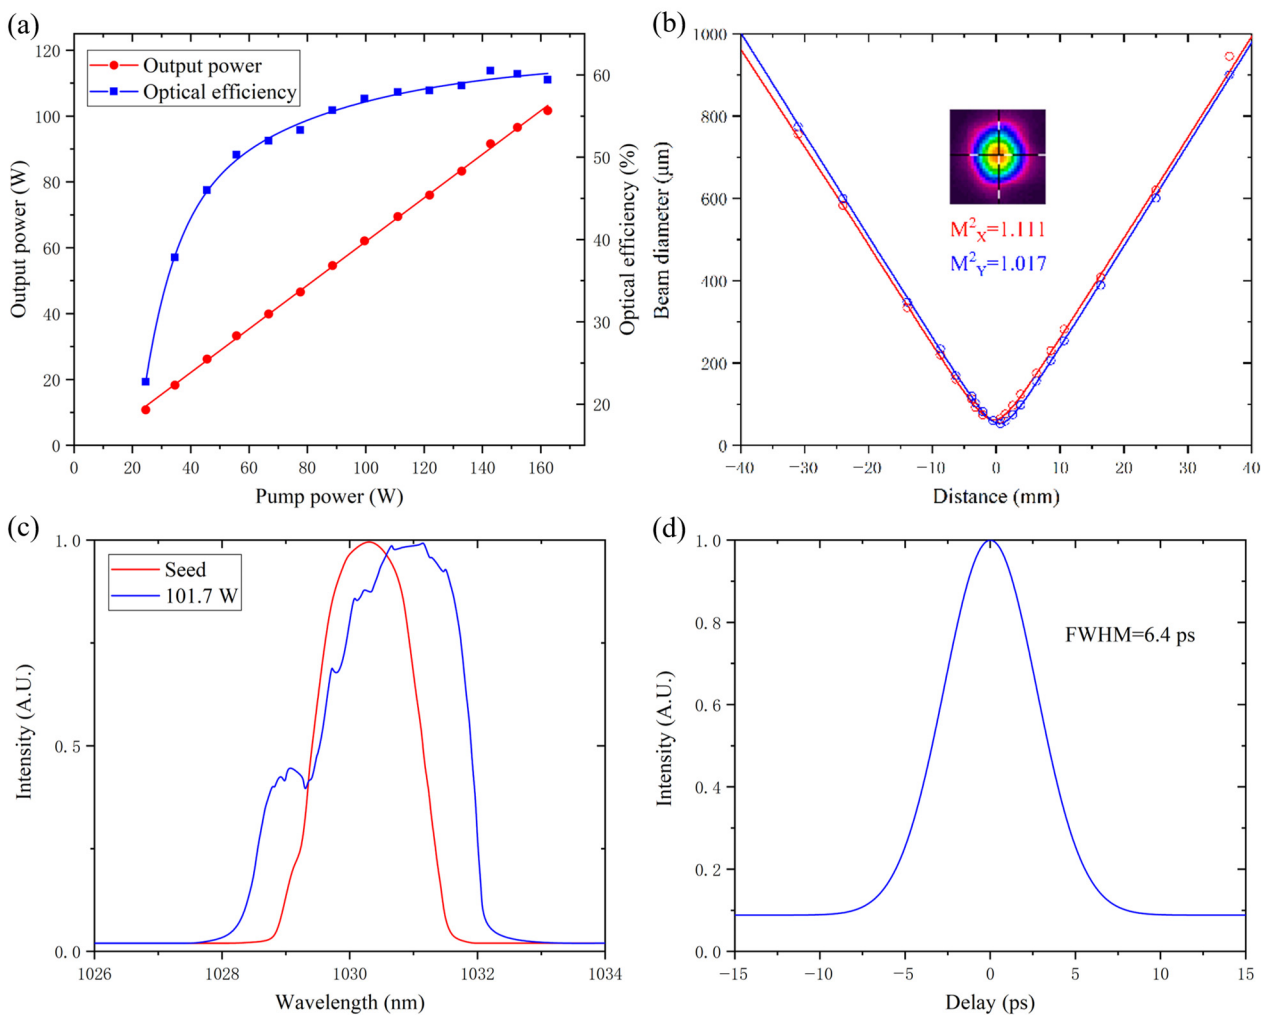 (a)
Output power
Optical efficiency
120
100
80
60
40
20
0
Output power (W)
60
50
40
30
20
Optical efficiency (%)
0 20 40 60 80 100 120 140 160
Pump power (W)
(b)
1000
800
600
400
200
0
Beam diameter (μm)
M²X=1.111
M²Y=1.017
−40 −30 −20 −10 0 10 20 30 40
Distance (mm)
(c)
Seed
101.7 W
1.0
0.5
0.0
Intensity (A.U.)
1026 1028 1030 1032 1034
Wavelength (nm)
(d)
1.0
0.8
0.6
0.4
0.2
0.0
Intensity (A.U.)
FWHM=6.4 ps
−15 −10 −5 0 5 10 15
Delay (ps)